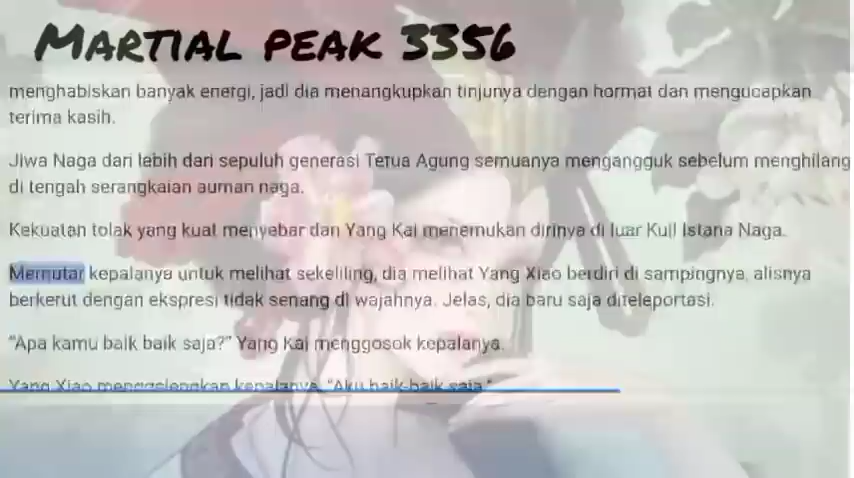 MARTIAL PEAK 3356
menghabiskan banyak energi, jadi dia menangkupkan tinjunya dengan hormat dan mengucapkan
terima kasih.
Jiwa Naga dari lebih dari sepuluh generasi Tetua Agung semuanya mengangguk sebelum menghilang
di tengah serangkaian auman naga.
Kekuatan tolak yang kuat menyebar dan Yang Kai menemukan dirinya di luar Kuil Istana Naga.
Memutar kepalanya untuk melihat sekeliling, dia melihat Yang Xiao berdiri di sampingnya, alisnya
berkerut dengan ekspresi tidak senang di wajahnya. Jelas, dia baru saja diteleportasi.
"Apa kamu baik baik saja?" Yang Kai menggosok kepalanya.
Yang Xiao menggelengkan kepalanya, "Aku baik-baik saja."